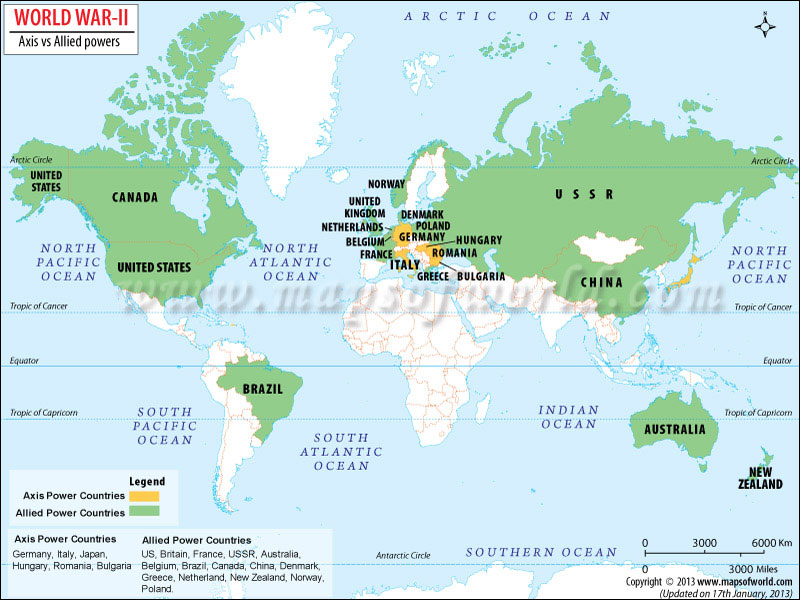 WORLD WAR-II
Axis vs Allied powers
ARCTIC OCEAN
Arctic Circle
Arctic Circle
UNITED
STATES
CANADA
NORWAY
USSR
UNITED
KINGDOM
DENMARK
NETHERLANDS
POLAND
GERMANY
BELGIUM
HUNGARY
FRANCE
ROMANIA
ITALY
GREECE
BULGARIA
NORTH
PACIFIC
OCEAN
UNITED STATES
NORTH
ATLANTIC
OCEAN
CHINA
NORTH
PACIFIC
OCEAN
www.mapsofworld.com
Tropic of Cancer
Tropic of Cancer
Equator
Equator
BRAZIL
Tropic of Capricorn
Tropic of Capricorn
SOUTH
PACIFIC
OCEAN
SOUTH
ATLANTIC
OCEAN
INDIAN
OCEAN
AUSTRALIA
NEW
ZEALAND
Legend
Axis Power Countries
Allied Power Countries
Axis Power Countries
Germany, Italy, Japan,
Hungary, Romania, Bulgaria
Allied Power Countries
US, Britain, France, USSR, Australia,
Belgium, Brazil, Canada, China, Denmark,
Greece, Netherland, New Zealand, Norway,
Poland.
Antarctic Circle
SOUTHERN OCEAN
0 3000 6000 Km
0 3000 Miles
Copyright © 2013 www.mapsofworld.com
(Updated on 17th January, 2013)